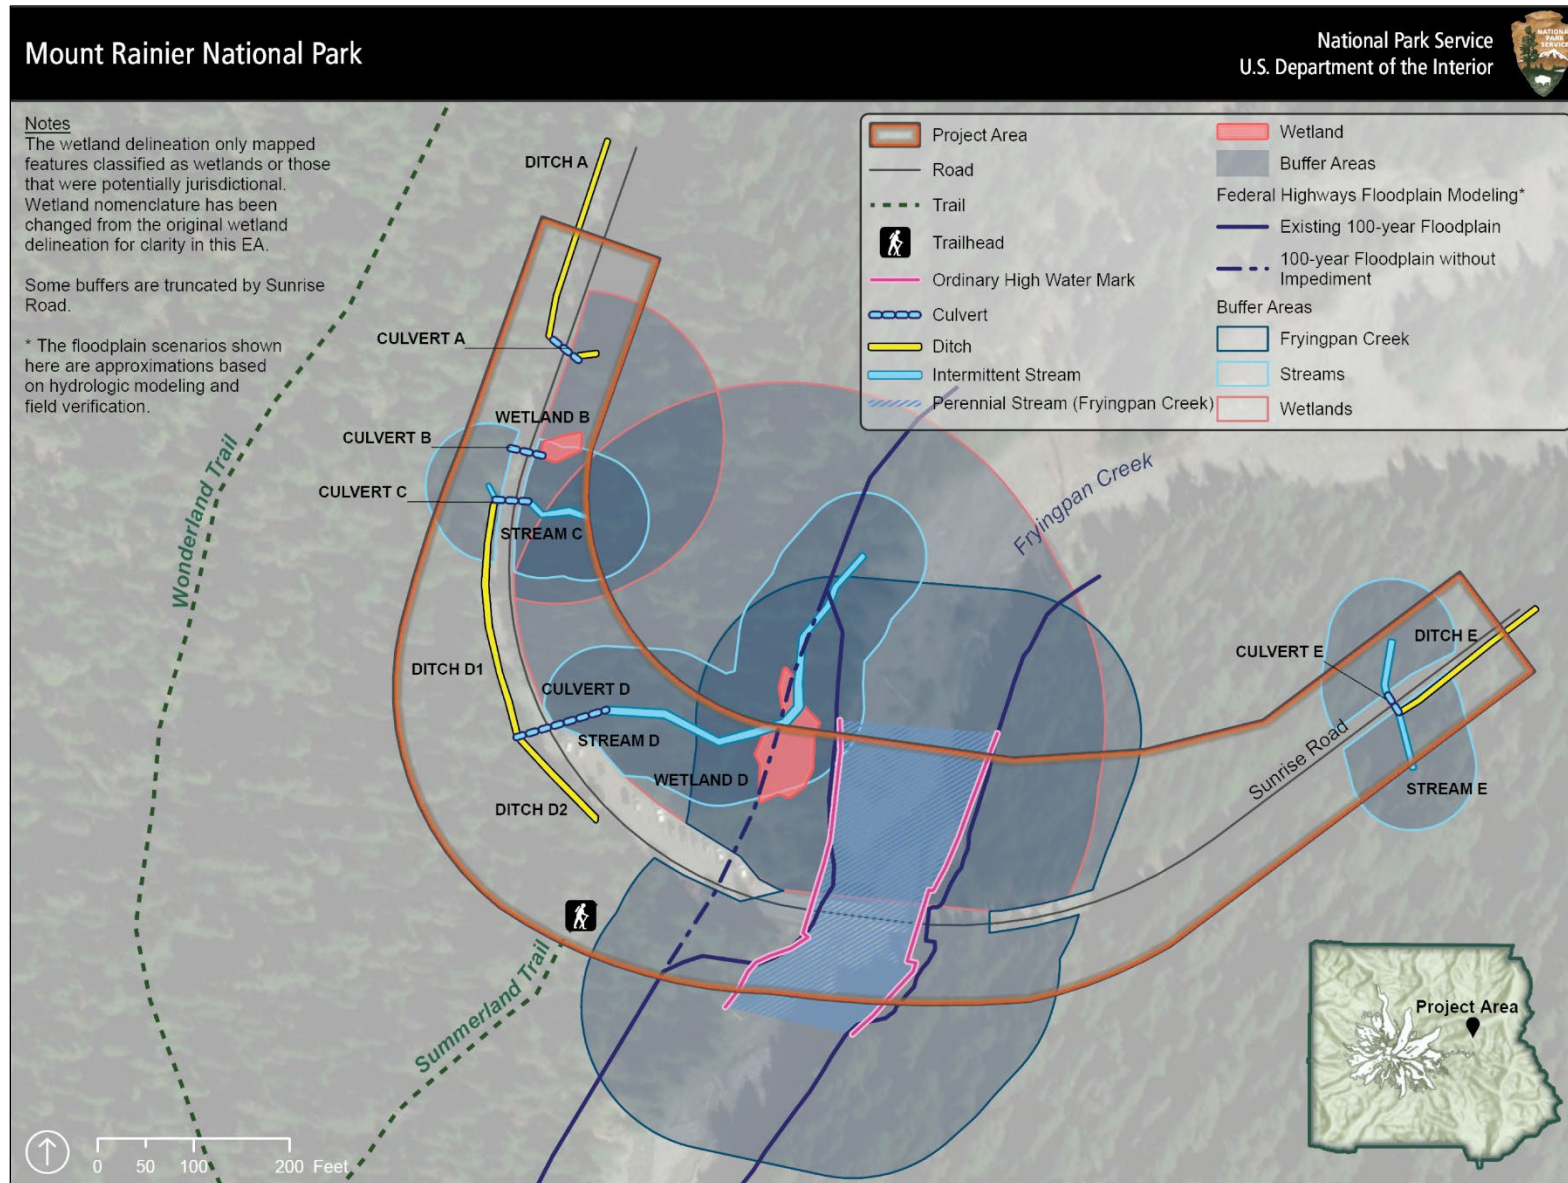 Mount Rainier National Park
National Park Service
U.S. Department of the Interior
NATIONAL
PARK
SERVICE
Notes
The wetland delineation only mapped
features classified as wetlands or those
that were potentially jurisdictional.
Wetland nomenclature has been
changed from the original wetland
delineation for clarity in this EA.
Some buffers are truncated by Sunrise
Road.
* The floodplain scenarios shown
here are approximations based
on hydrologic modeling and
field verification.
Project Area
Road
Trail
Trailhead
Ordinary High Water Mark
Culvert
Ditch
Intermittent Stream
Perennial Stream (Fryingpan Creek)
Wetland
Buffer Areas
Federal Highways Floodplain Modeling*
Existing 100-year Floodplain
100-year Floodplain without
Impediment
Buffer Areas
Fryingpan Creek
Streams
Wetlands
DITCH A
CULVERT A
WETLAND B
CULVERT B
CULVERT C
STREAM C
Wonderland Trail
Fryingpan Creek
DITCH D1
CULVERT D
STREAM D
WETLAND D
DITCH D2
DITCH E
CULVERT E
Sunrise Road
STREAM E
Summerland Trail
Project Area
0 50 100 200 Feet